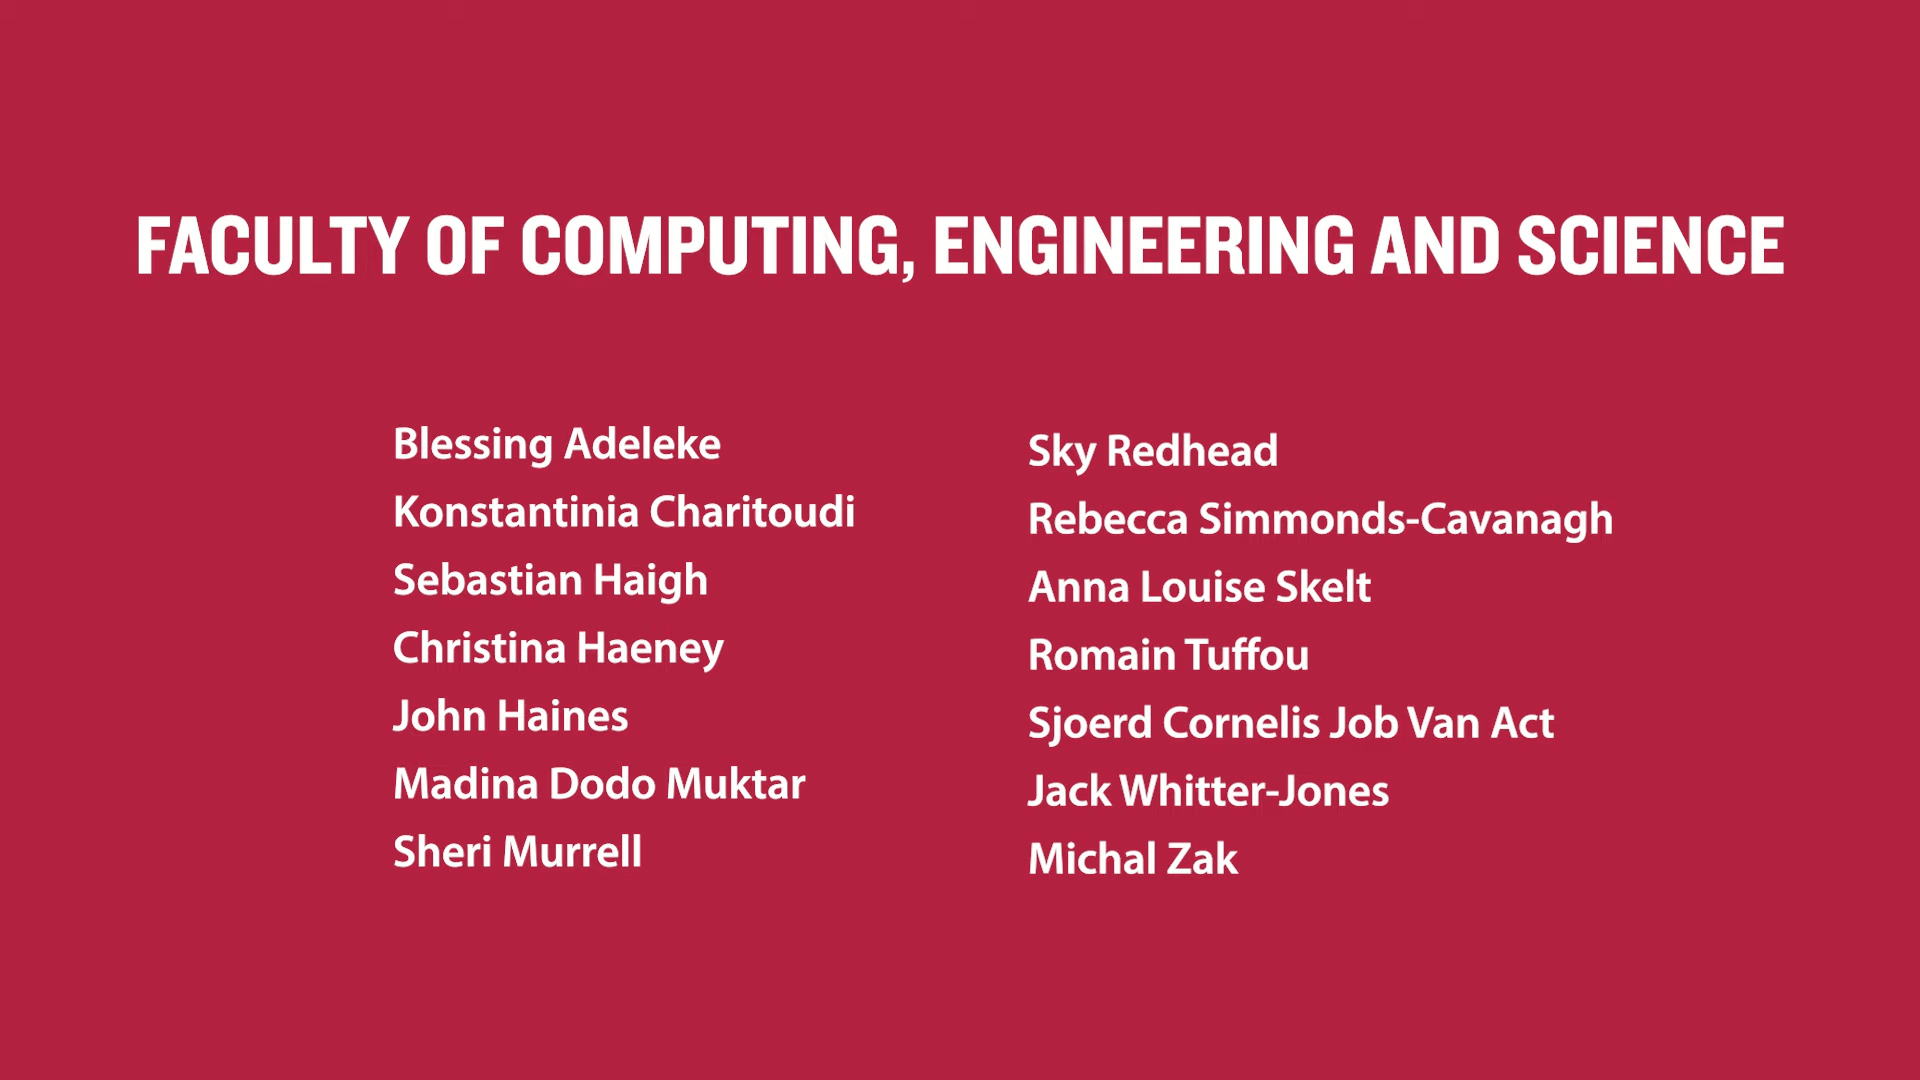 FACULTY OF COMPUTING, ENGINEERING AND SCIENCE
Blessing Adeleke
Konstantinia Charitoudi
Sebastian Haigh
Christina Haeney
John Haines
Madina Dodo Muktar
Sheri Murrell
Sky Redhead
Rebecca Simmonds-Cavanagh
Anna Louise Skelt
Romain Tuffou
Sjoerd Cornelis Job Van Act
Jack Whitter-Jones
Michal Zak